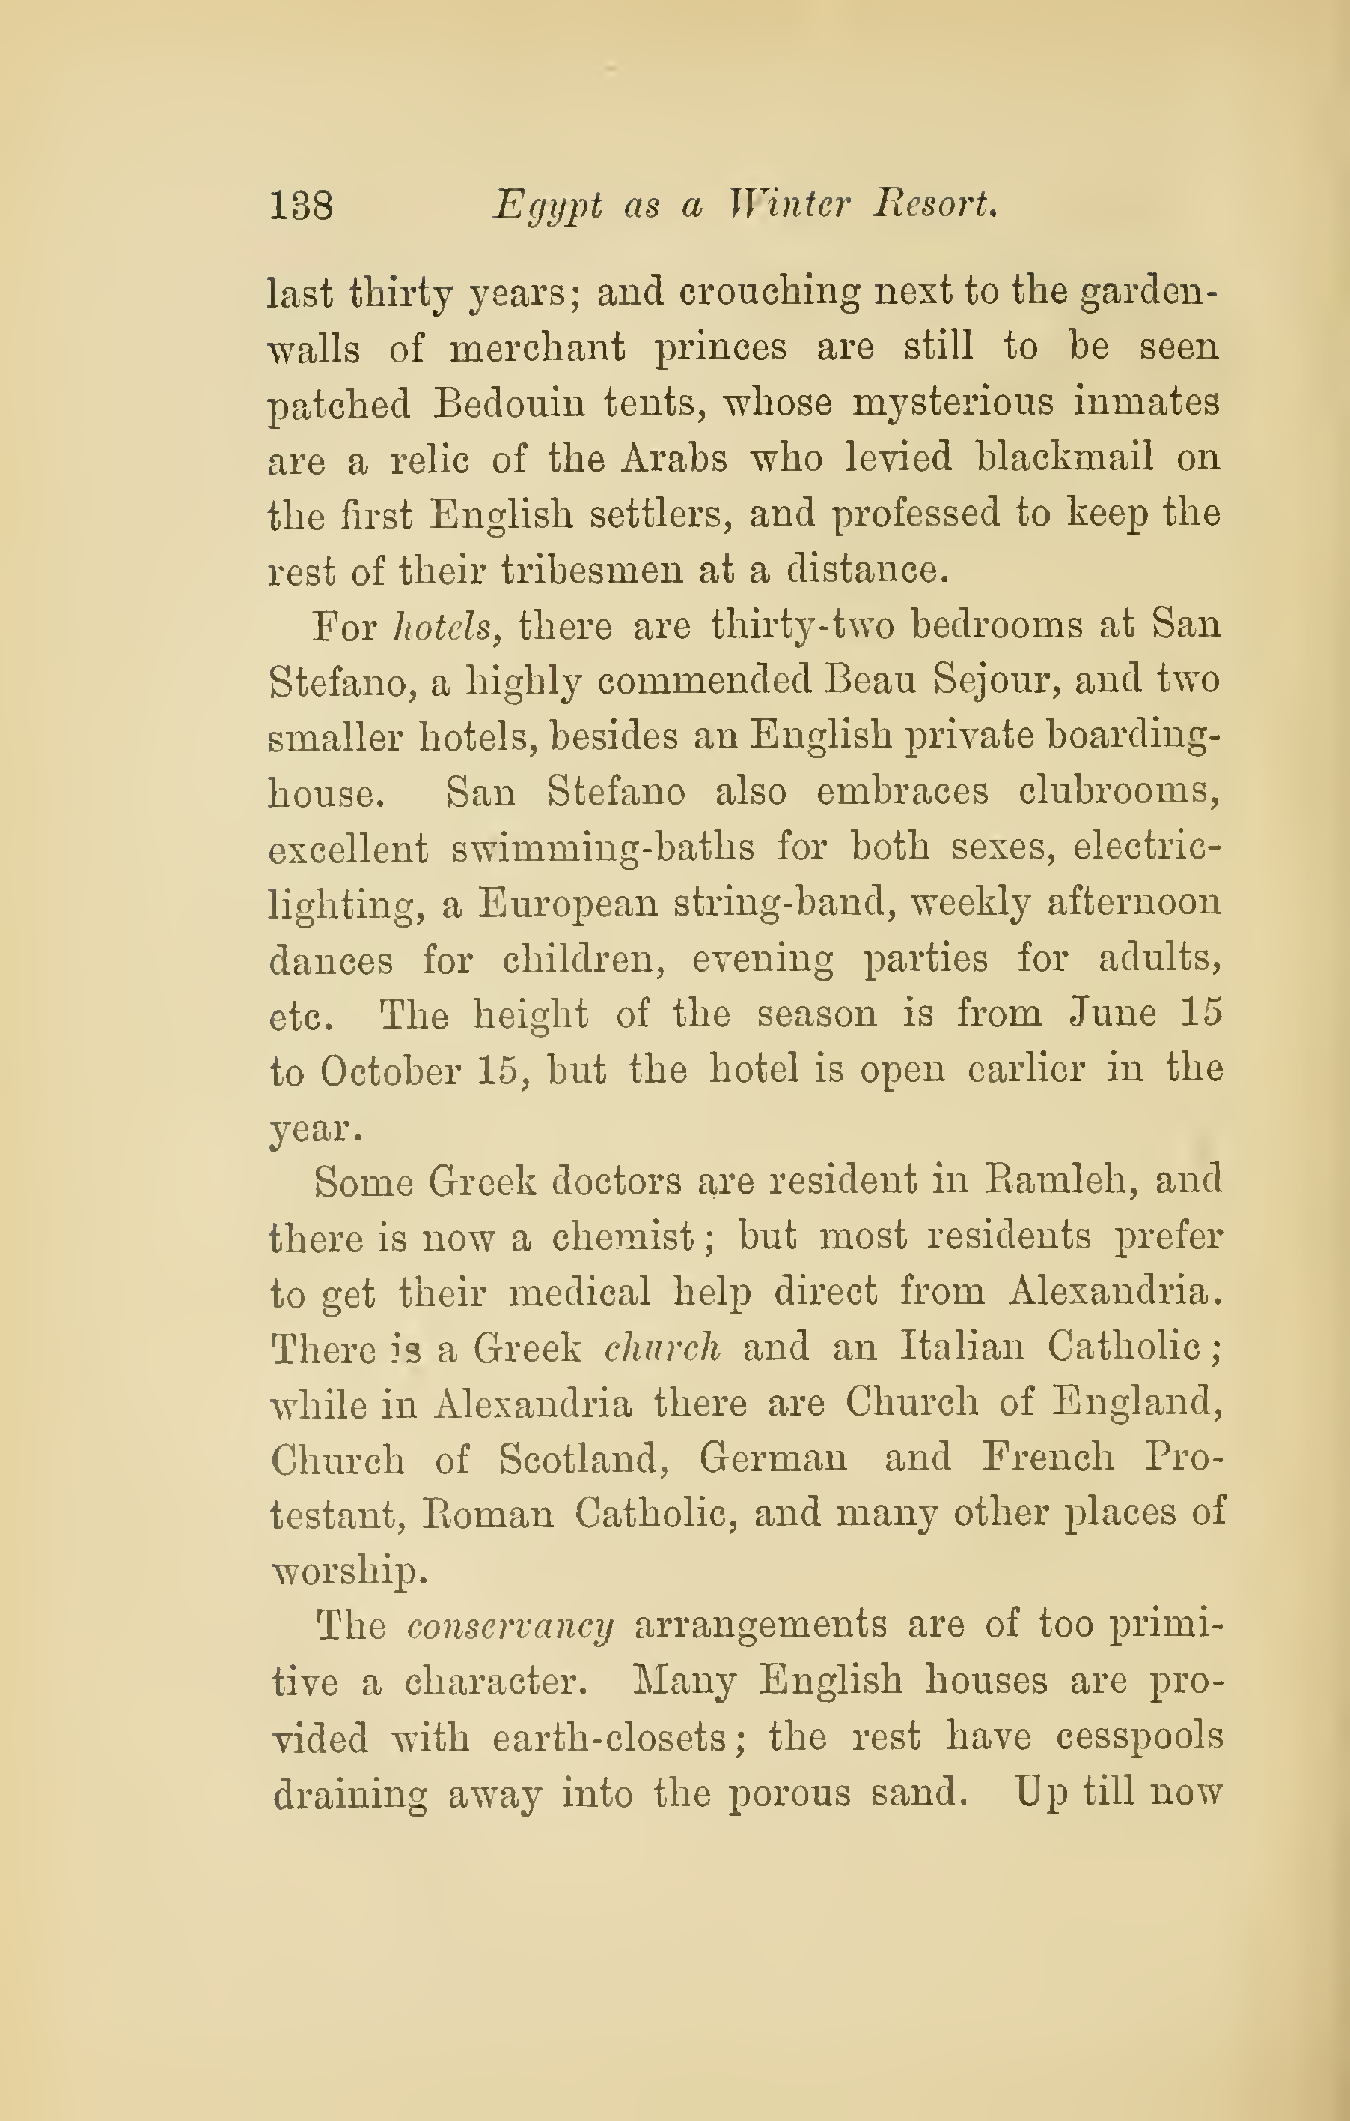 138 Egypt as a Winter Resort.
last thirty years; and crouching next to the garden-
walls of merchant princes are still to be seen
patched Bedouin tents, whose mysterious inmates
are a relic of the Arabs who levied blackmail on
the first English settlers, and professed to keep the
rest of their tribesmen at a distance.
For hotels, there are thirty-two bedrooms at San
Stefano, a highly commended Beau Sejour, and two
smaller hotels, besides an English private boarding-
house. San Stefano also embraces clubrooms,
excellent swimming-baths for both sexes, electric-
lighting, a European string-band, weekly afternoon
dances for children, evening parties for adults,
etc. The height of the season is from June 15
to October 15, but the hotel is open earlier in the
year.
Some Greek doctors are resident in Ramleh, and
there is now a chemist; but most residents prefer
to get their medical help direct from Alexandria.
There is a Greek church and an Italian Catholic;
while in Alexandria there are Church of England,
Church of Scotland, German and French Pro-
testant, Roman Catholic, and many other places of
worship.
The conservancy arrangements are of too primi-
tive a character. Many English houses are pro-
vided with earth-closets; the rest have cesspools
draining away into the porous sand. Up till now